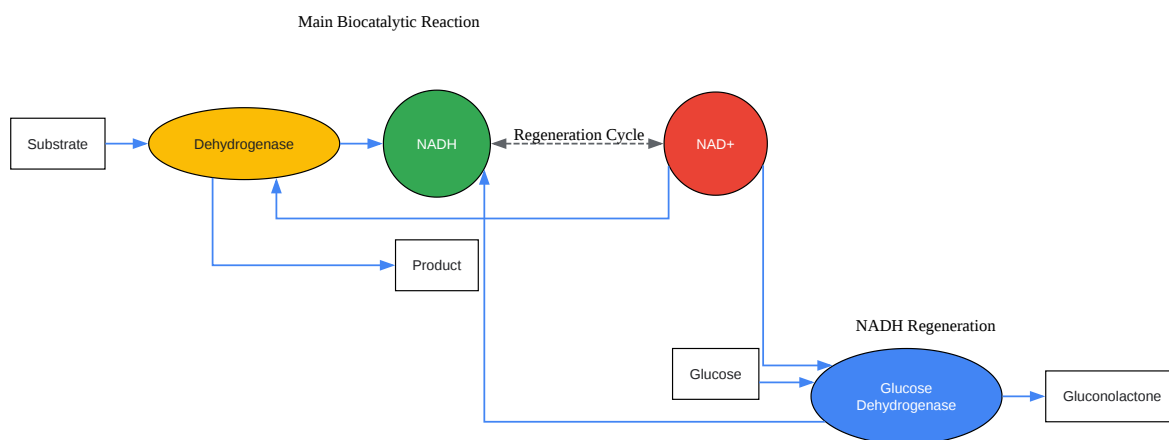 Main Biocatalytic Reaction
Substrate
Dehydrogenase
NADH
Regeneration Cycle
NAD+
Product
NADH Regeneration
Glucose
Glucose
Dehydrogenase
Gluconolactone